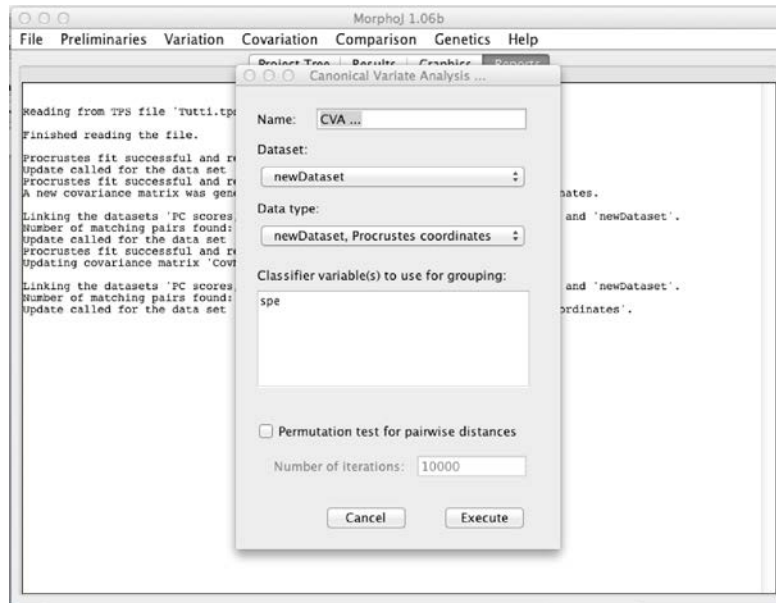 MorphoJ 1.06b
File Preliminaries Variation Covariation Comparison Genetics Help
Project Tree Results Graphics Reports
Canonical Variate Analysis ...
Name: CVA ...
Dataset:
newDataset
Data type:
newDataset, Procrustes coordinates
Classifier variable(s) to use for grouping:
spe
Permutation test for pairwise distances
Number of iterations: 10000
Cancel Execute
Reading from TPS file 'Tutti.tps
Finished reading the file.
Procrustes fit successful and re
Update called for the data set
Procrustes fit successful and re
A new covariance matrix was gene
nates.
Linking the datasets 'PC scores,
and 'newDataset'.
Number of matching pairs found:
Update called for the data set
Procrustes fit successful and re
Updating covariance matrix 'CovM
Linking the datasets 'PC scores,
and 'newDataset'.
Number of matching pairs found:
Update called for the data set
ordinates'.